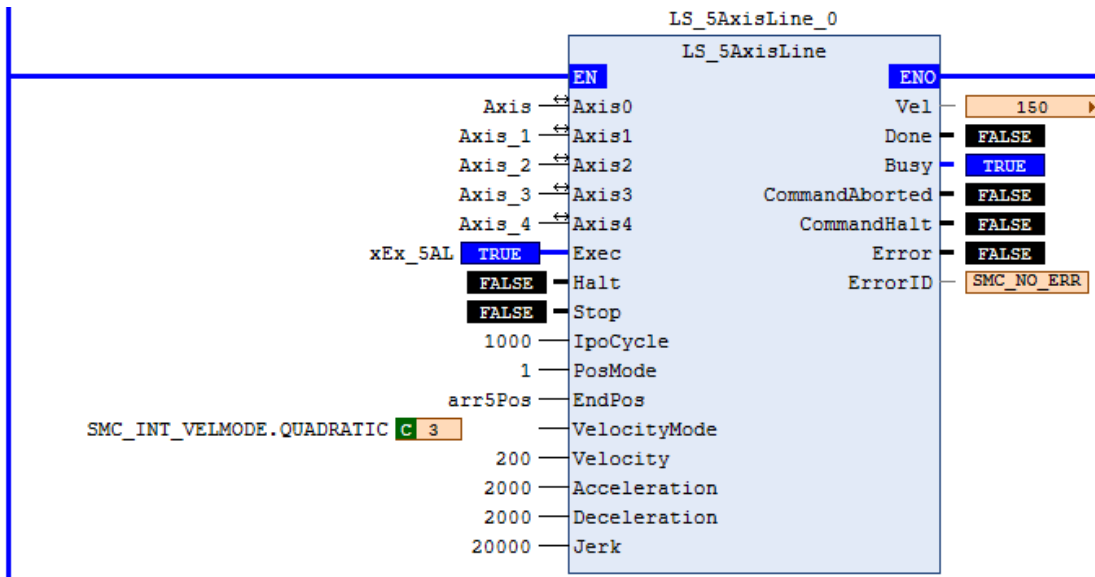 LS_5AxisLine_0
LS_5AxisLine
EN ENO
Axis Axis0 Vel 150
Axis_1 Axis1 Done FALSE
Axis_2 Axis2 Busy TRUE
Axis_3 Axis3 CommandAborted FALSE
Axis_4 Axis4 CommandHalt FALSE
xEx_5AL TRUE Exec Error FALSE
FALSE Halt ErrorID SMC_NO_ERR
FALSE Stop
1000 IpoCycle
1 PosMode
arr5Pos EndPos
SMC_INT_VELMODE.QUADRATIC C 3 VelocityMode
200 Velocity
2000 Acceleration
2000 Deceleration
20000 Jerk